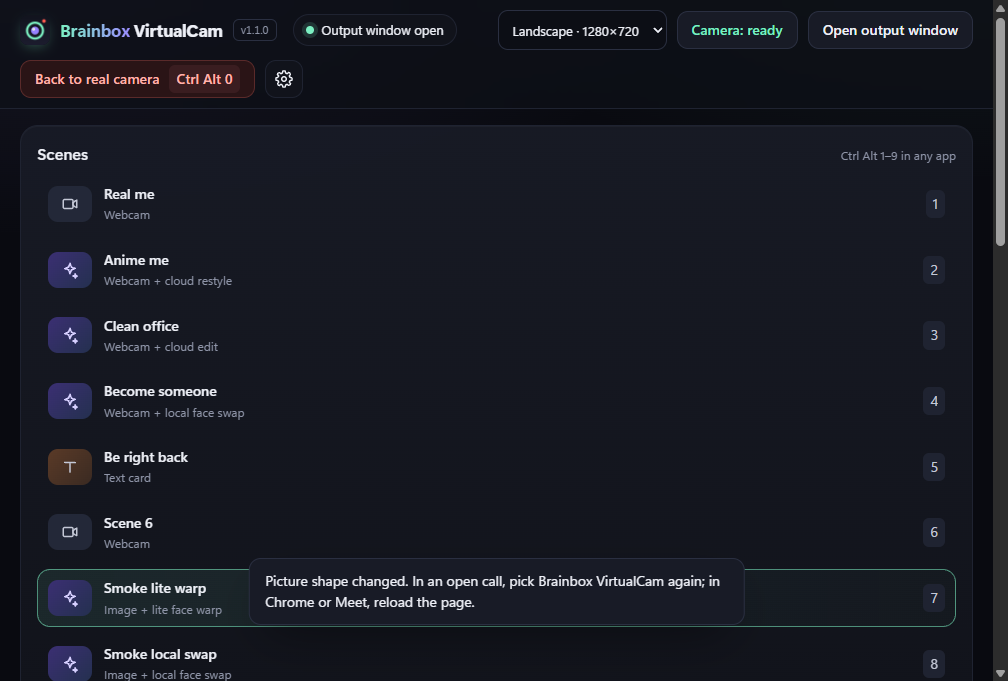 Brainbox VirtualCam v1.1.0 Output window open Landscape · 1280×720 Camera: ready Open output window
Back to real camera Ctrl Alt 0
Scenes Ctrl Alt 1–9 in any app
Real me
Webcam
1
Anime me
Webcam + cloud restyle
2
Clean office
Webcam + cloud edit
3
Become someone
Webcam + local face swap
4
T
Be right back
Text card
5
Scene 6
Webcam
6
Smoke lite warp
Image + lite face warp
7
Picture shape changed. In an open call, pick Brainbox VirtualCam again; in
Chrome or Meet, reload the page.
Smoke local swap
Image + local face swap
8